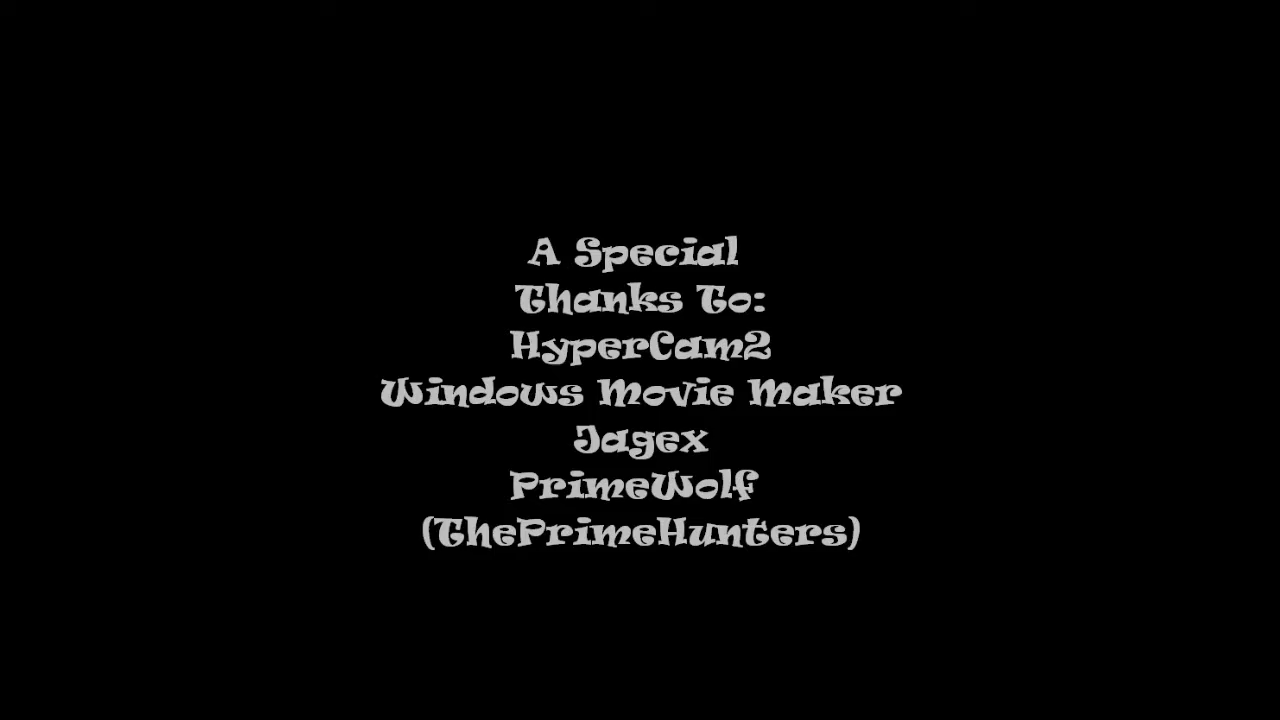 A Special
Thanks To:
HyperCam2
Windows Movie Maker
Jagex
PrimeWolf
(ThePrimeHunters)